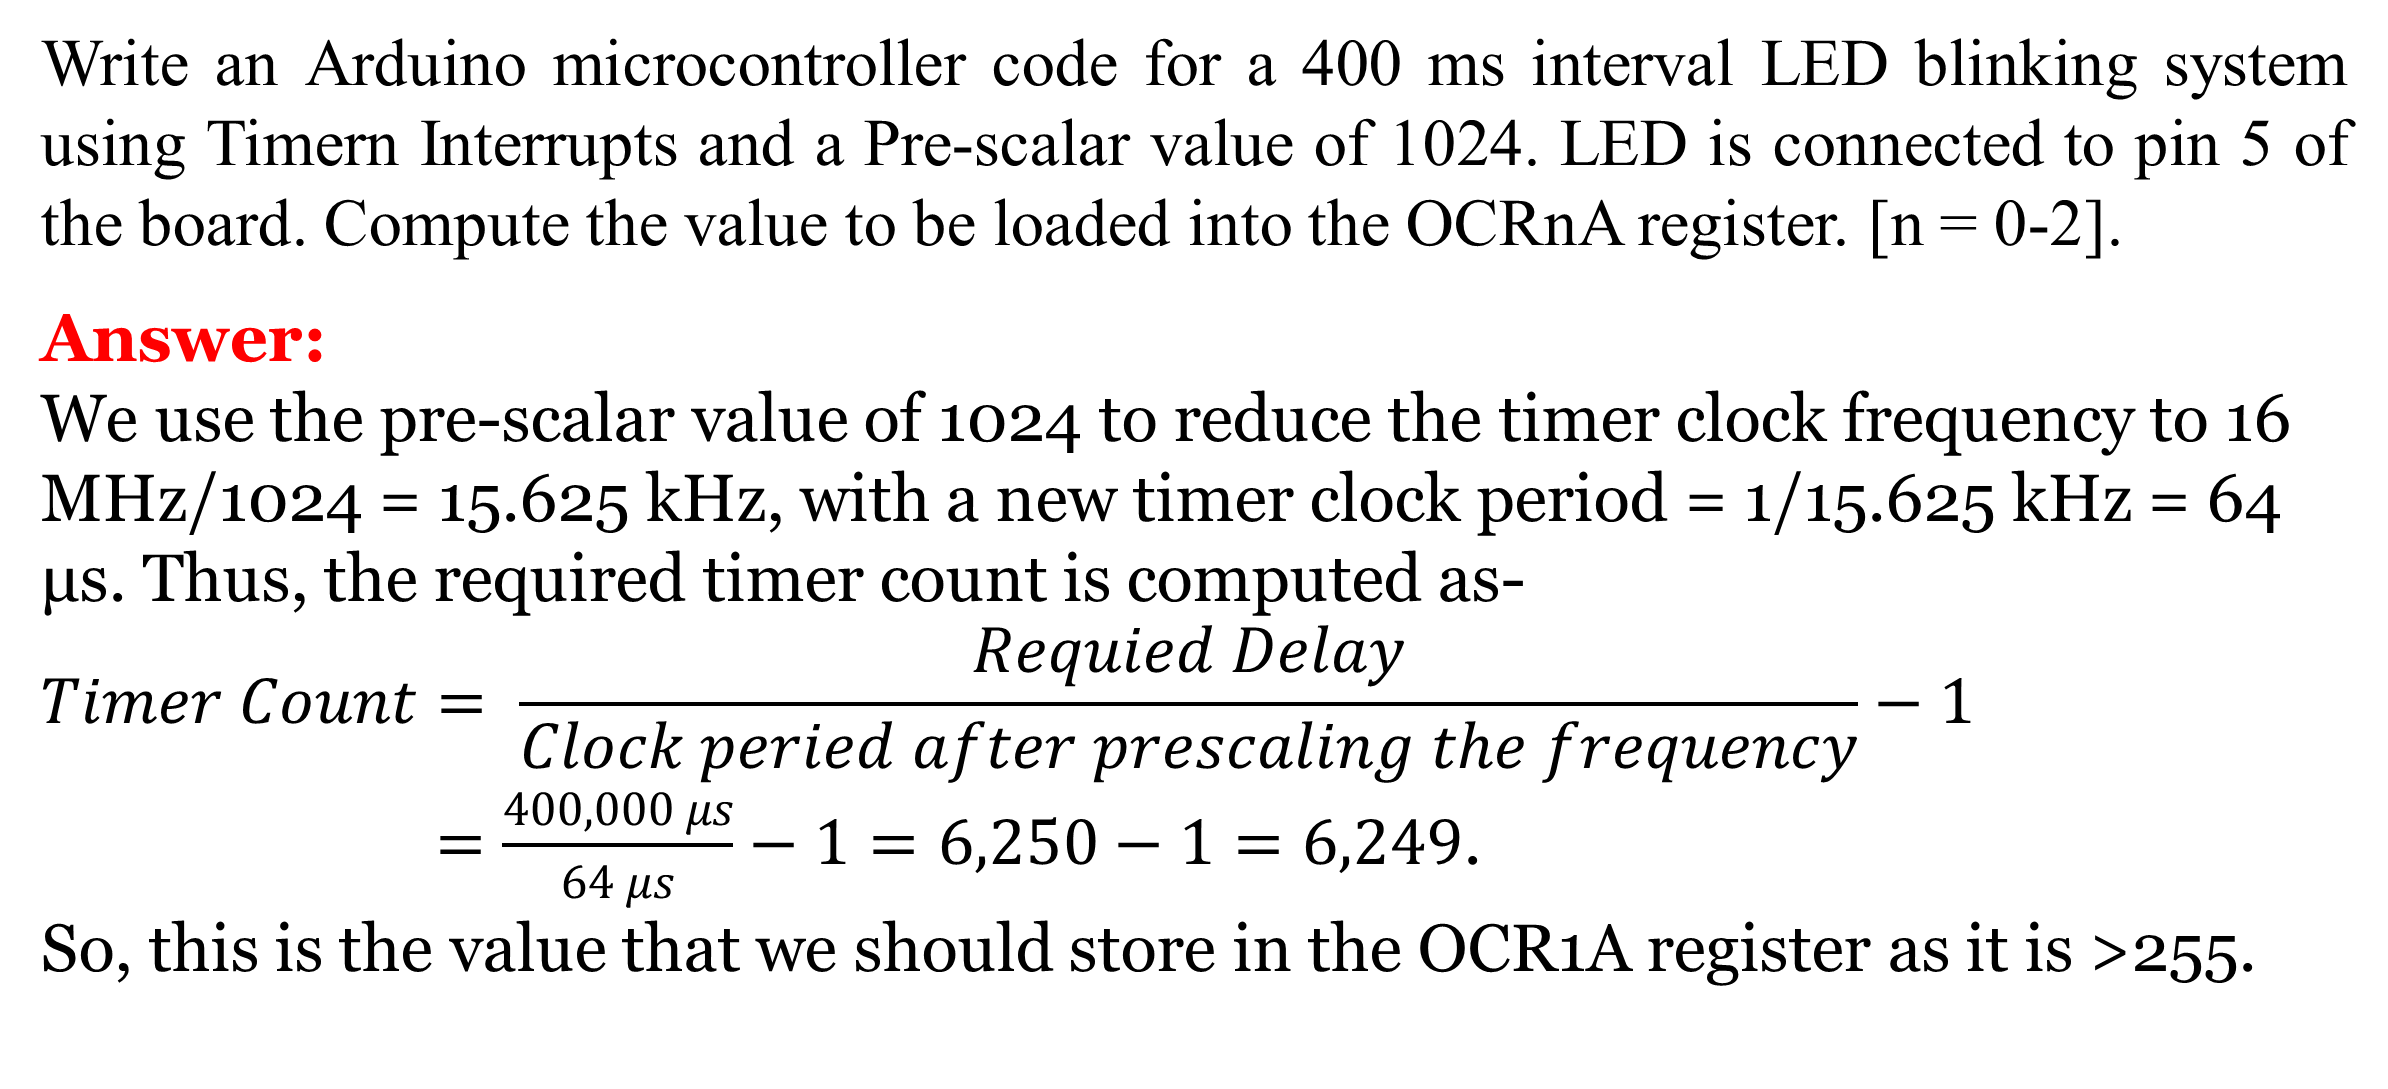 Write an Arduino microcontroller code for a 400 ms interval LED blinking system
using Timern Interrupts and a Pre-scalar value of 1024. LED is connected to pin 5 of
the board. Compute the value to be loaded into the OCRnA register. [n = 0-2].
Answer:
We use the pre-scalar value of 1024 to reduce the timer clock frequency to 16
MHz/1024 = 15.625 kHz, with a new timer clock period = 1/15.625 kHz = 64
μs. Thus, the required timer count is computed as-
Timer Count = Requied Delay / Clock peried after prescaling the frequency − 1
= 400,000 μs / 64 μs − 1 = 6,250 − 1 = 6,249.
So, this is the value that we should store in the OCR1A register as it is >255.